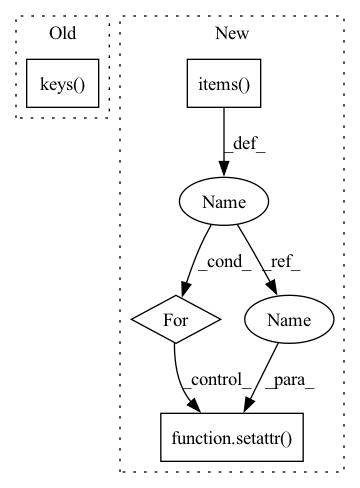 Old
New
keys()
items()
_def_
Name
_cond_
_ref_
For
Name
_control_
_para_
function.setattr()